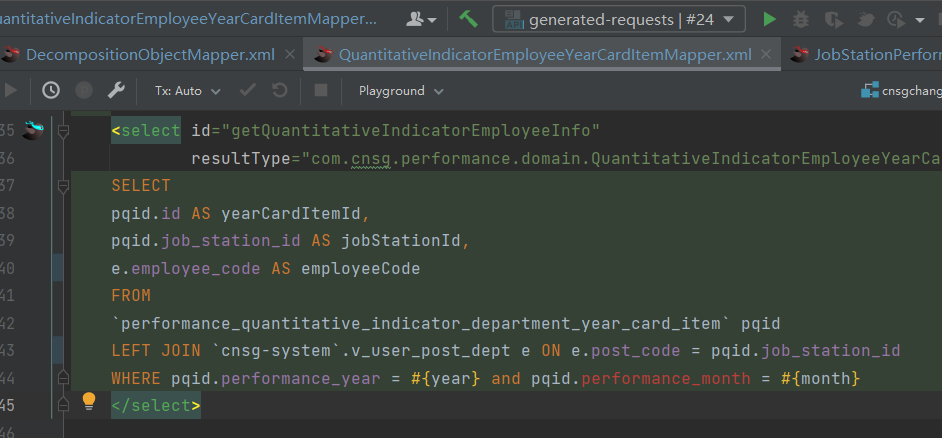 uantitativeIndicatorEmployeeYearCardItemMapper...
generated-requests | #24
DecompositionObjectMapper.xml
QuantitativeIndicatorEmployeeYearCardItemMapper.xml
JobStationPerfor
Tx: Auto
Playground
cnsgchang
35 <select id="getQuantitativeIndicatorEmployeeInfo"
36 resultType="com.cnsg.performance.domain.QuantitativeIndicatorEmployeeYearCa
37 SELECT
38 pqid.id AS yearCardItemId,
39 pqid.job_station_id AS jobStationId,
40 e.employee_code AS employeeCode
41 FROM
42 `performance_quantitative_indicator_department_year_card_item` pqid
43 LEFT JOIN `cnsg-system`.v_user_post_dept e ON e.post_code = pqid.job_station_id
44 WHERE pqid.performance_year = #{year} and pqid.performance_month = #{month}
45 </select>
46